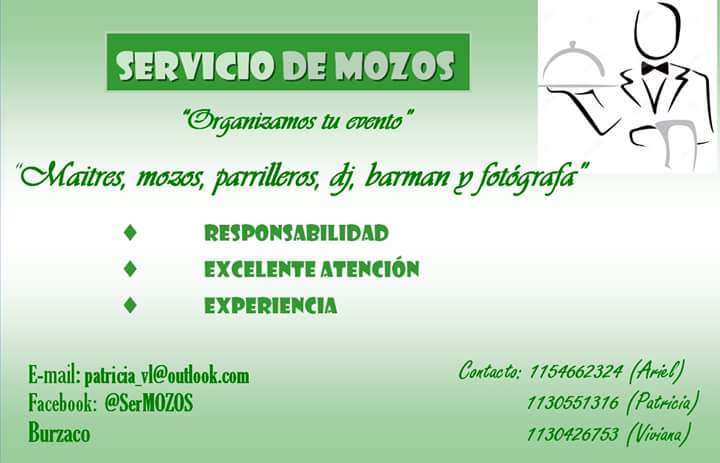 SERVICIO DE MOZOS
"Organizamos tu evento"
"Maitres, mozos, parrilleros, dj, barman y fotógrafa"
♦ RESPONSABILIDAD
♦ EXCELENTE ATENCIÓN
♦ EXPERIENCIA
E-mail: patricia_vl@outlook.com
Facebook: @SerMOZOS
Burzaco
Contacto: 1154662324 (Ariel)
1130551316 (Patricia)
1130426753 (Viviana)